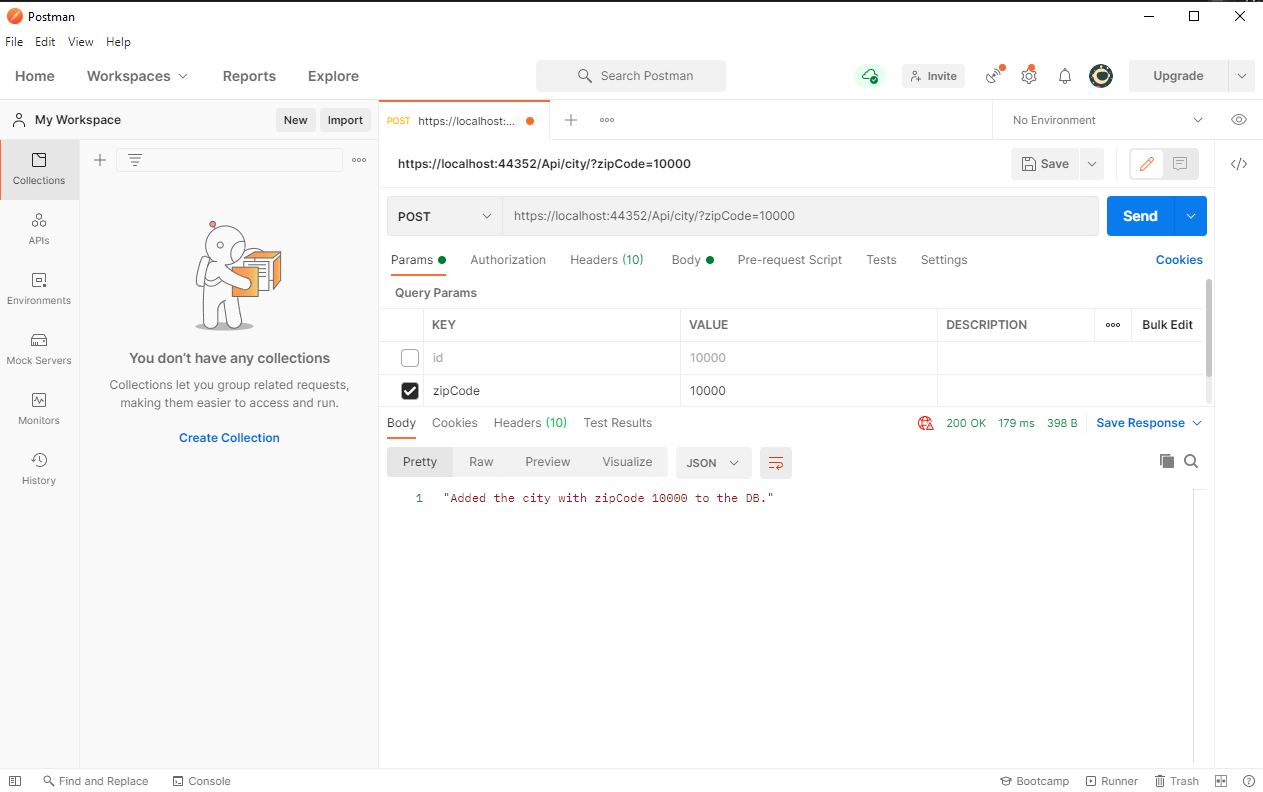 Postman
File Edit View Help
Home Workspaces Reports Explore Search Postman Invite Upgrade
My Workspace New Import
POST https://localhost:... No Environment
Collections
APIs
Environments
Mock Servers
Monitors
History
You don't have any collections
Collections let you group related requests,
making them easier to access and run.
Create Collection
https://localhost:44352/Api/city/?zipCode=10000 Save
POST https://localhost:44352/Api/city/?zipCode=10000 Send
Params Authorization Headers (10) Body Pre-request Script Tests Settings Cookies
Query Params
KEY VALUE DESCRIPTION Bulk Edit
id 10000
zipCode 10000
Body Cookies Headers (10) Test Results 200 OK 179 ms 398 B Save Response
Pretty Raw Preview Visualize JSON
1 "Added the city with zipCode 10000 to the DB."
Find and Replace Console Bootcamp Runner Trash